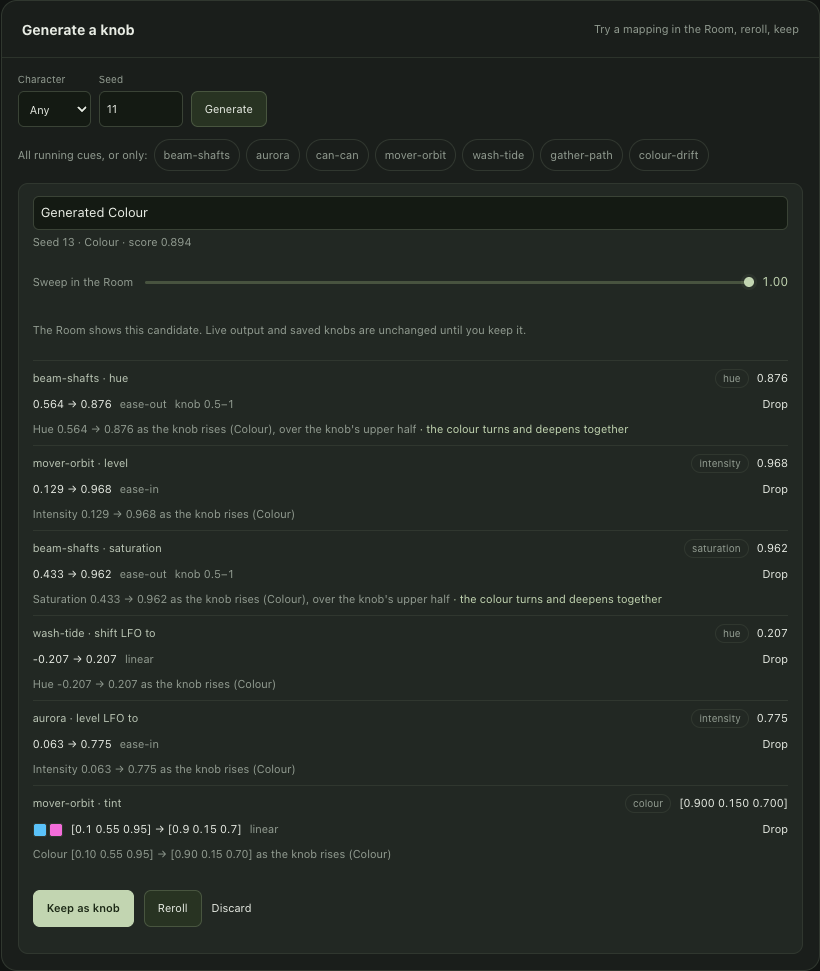 Generate a knob
Try a mapping in the Room, reroll, keep
Character
Seed
Any
11
Generate
All running cues, or only:
beam-shafts
aurora
can-can
mover-orbit
wash-tide
gather-path
colour-drift
Generated Colour
Seed 13 · Colour · score 0.894
Sweep in the Room
1.00
The Room shows this candidate. Live output and saved knobs are unchanged until you keep it.
beam-shafts · hue
hue
0.876
0.564 → 0.876 ease-out knob 0.5–1
Drop
Hue 0.564 → 0.876 as the knob rises (Colour), over the knob's upper half · the colour turns and deepens together
mover-orbit · level
intensity
0.968
0.129 → 0.968 ease-in
Drop
Intensity 0.129 → 0.968 as the knob rises (Colour)
beam-shafts · saturation
saturation
0.962
0.433 → 0.962 ease-out knob 0.5–1
Drop
Saturation 0.433 → 0.962 as the knob rises (Colour), over the knob's upper half · the colour turns and deepens together
wash-tide · shift LFO to
hue
0.207
-0.207 → 0.207 linear
Drop
Hue -0.207 → 0.207 as the knob rises (Colour)
aurora · level LFO to
intensity
0.775
0.063 → 0.775 ease-in
Drop
Intensity 0.063 → 0.775 as the knob rises (Colour)
mover-orbit · tint
colour
[0.900 0.150 0.700]
[0.1 0.55 0.95] → [0.9 0.15 0.7] linear
Drop
Colour [0.10 0.55 0.95] → [0.90 0.15 0.70] as the knob rises (Colour)
Keep as knob
Reroll
Discard